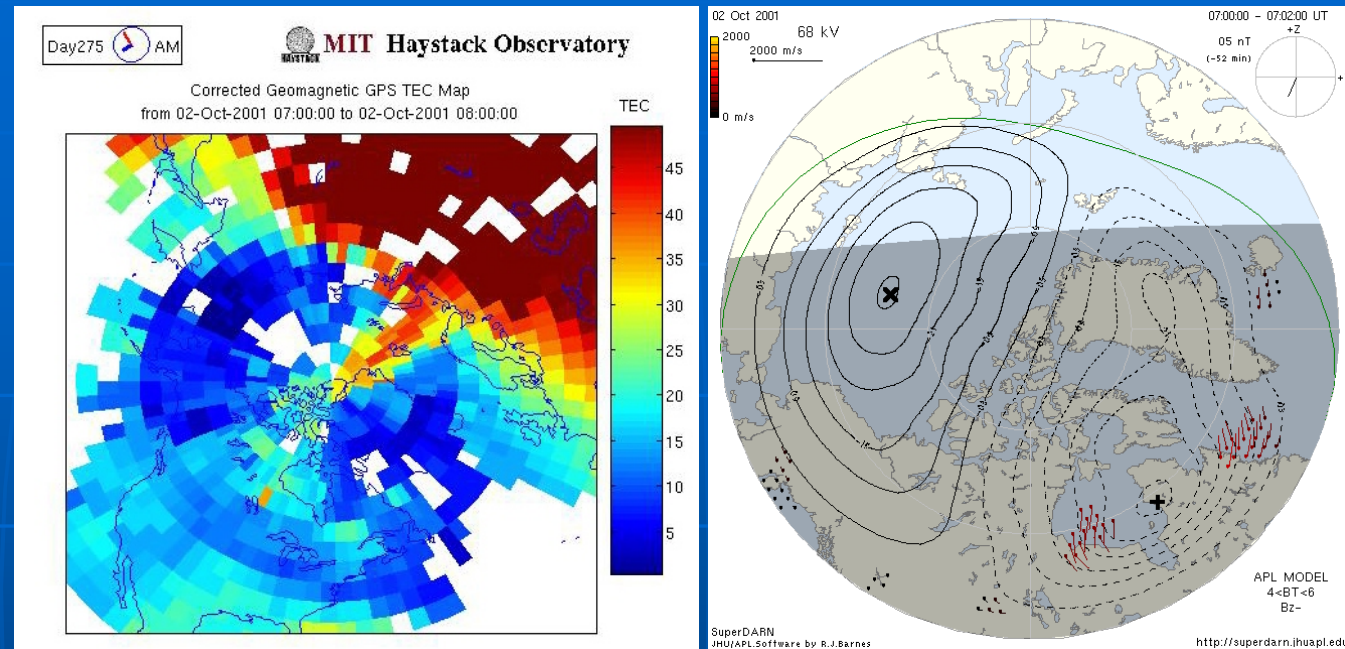 Day275 AM
HAYSTACK
MIT Haystack Observatory
Corrected Geomagnetic GPS TEC Map
from 02-Oct-2001 07:00:00 to 02-Oct-2001 08:00:00
TEC
45
40
35
30
25
20
15
10
5
02 Oct 2001
07:00:00 - 07:02:00 UT
2000
68 kV
2000 m/s
0 m/s
+Z
05 nT
(-52 min)
+
APL MODEL
4<BT<6
Bz-
SuperDARN
JHU/APL.Software by R.J.Barnes
http://superdarn.jhuapl.edu